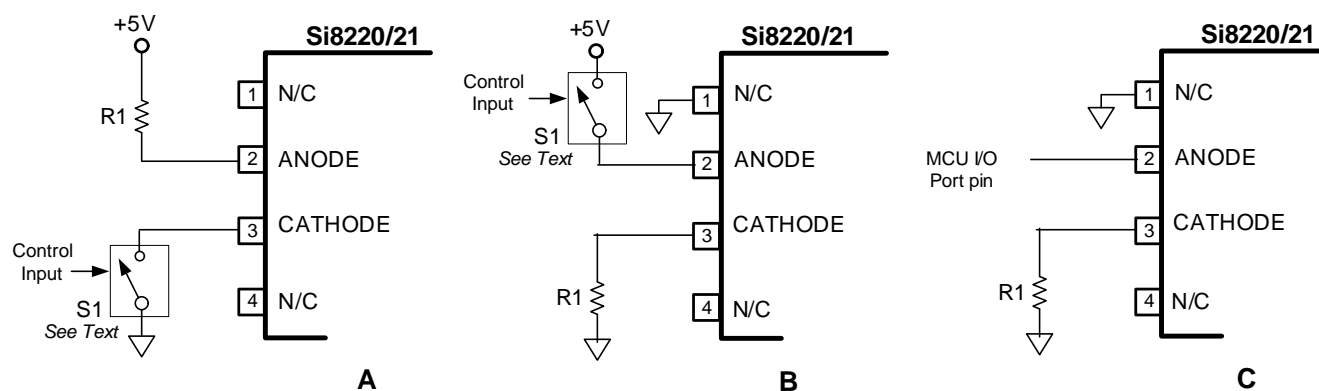 Si8220/21
+5V
R1
1 N/C
2 ANODE
3 CATHODE
4 N/C
Control
Input
S1
See Text
A
Si8220/21
+5V
Control
Input
S1
See Text
1 N/C
2 ANODE
3 CATHODE
4 N/C
R1
B
Si8220/21
1 N/C
MCU I/O
Port pin
2 ANODE
3 CATHODE
4 N/C
R1
C